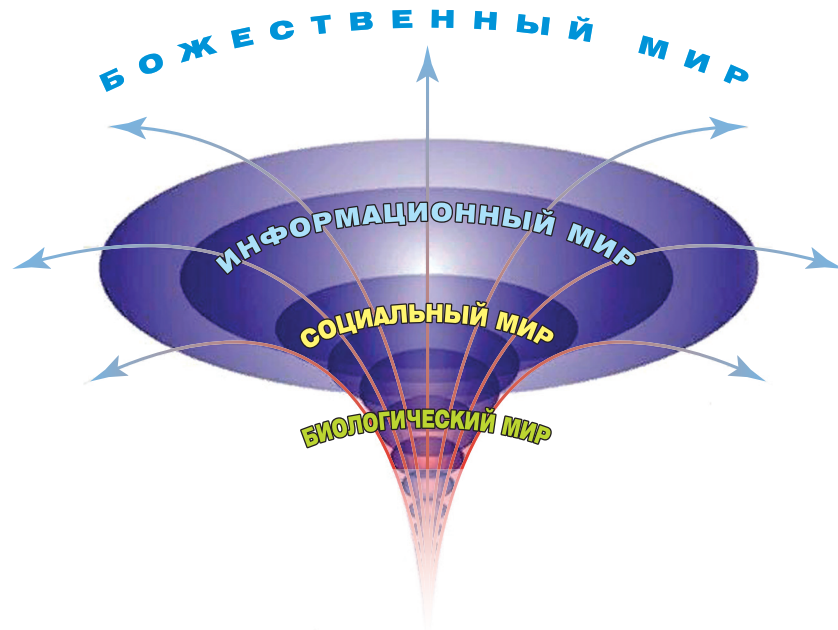 БОЖЕСТВЕННЫЙ МИР
ИНФОРМАЦИОННЫЙ МИР
СОЦИАЛЬНЫЙ МИР
БИОЛОГИЧЕСКИЙ МИР